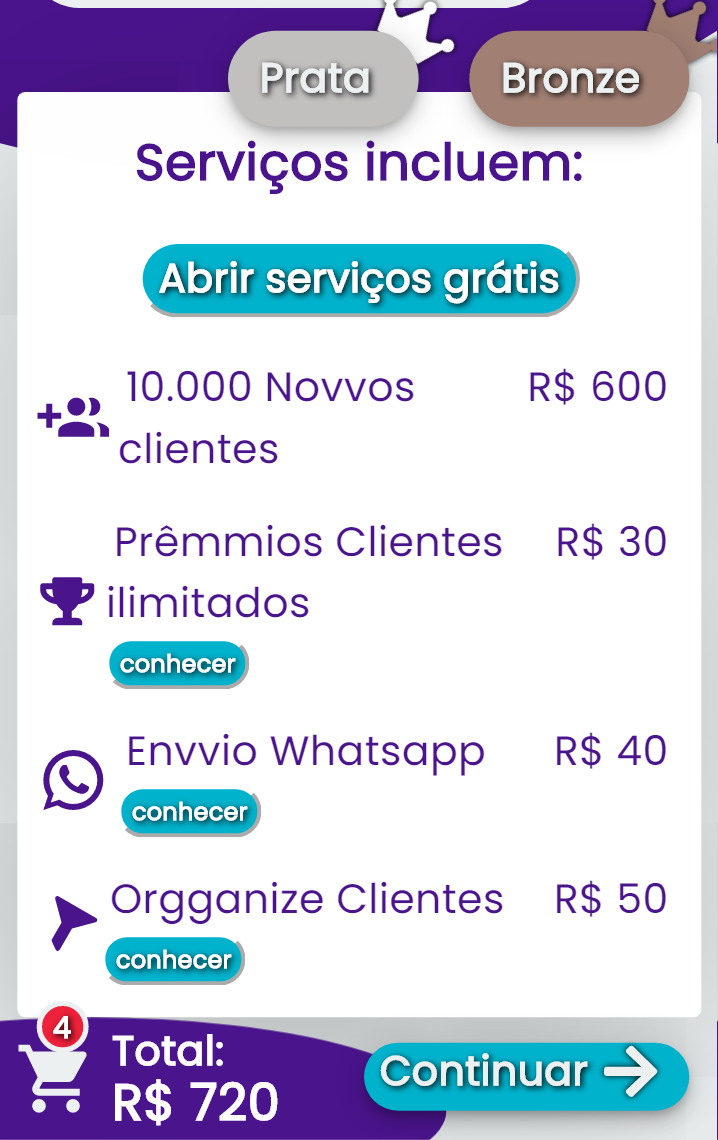 Prata
Bronze
Serviços incluem:
Abrir serviços grátis
10.000 Novvos R$ 600
clientes
Prêmmios Clientes R$ 30
ilimitados
conhecer
Envvio Whatsapp R$ 40
conhecer
Orgganize Clientes R$ 50
conhecer
4
Total:
R$ 720
Continuar